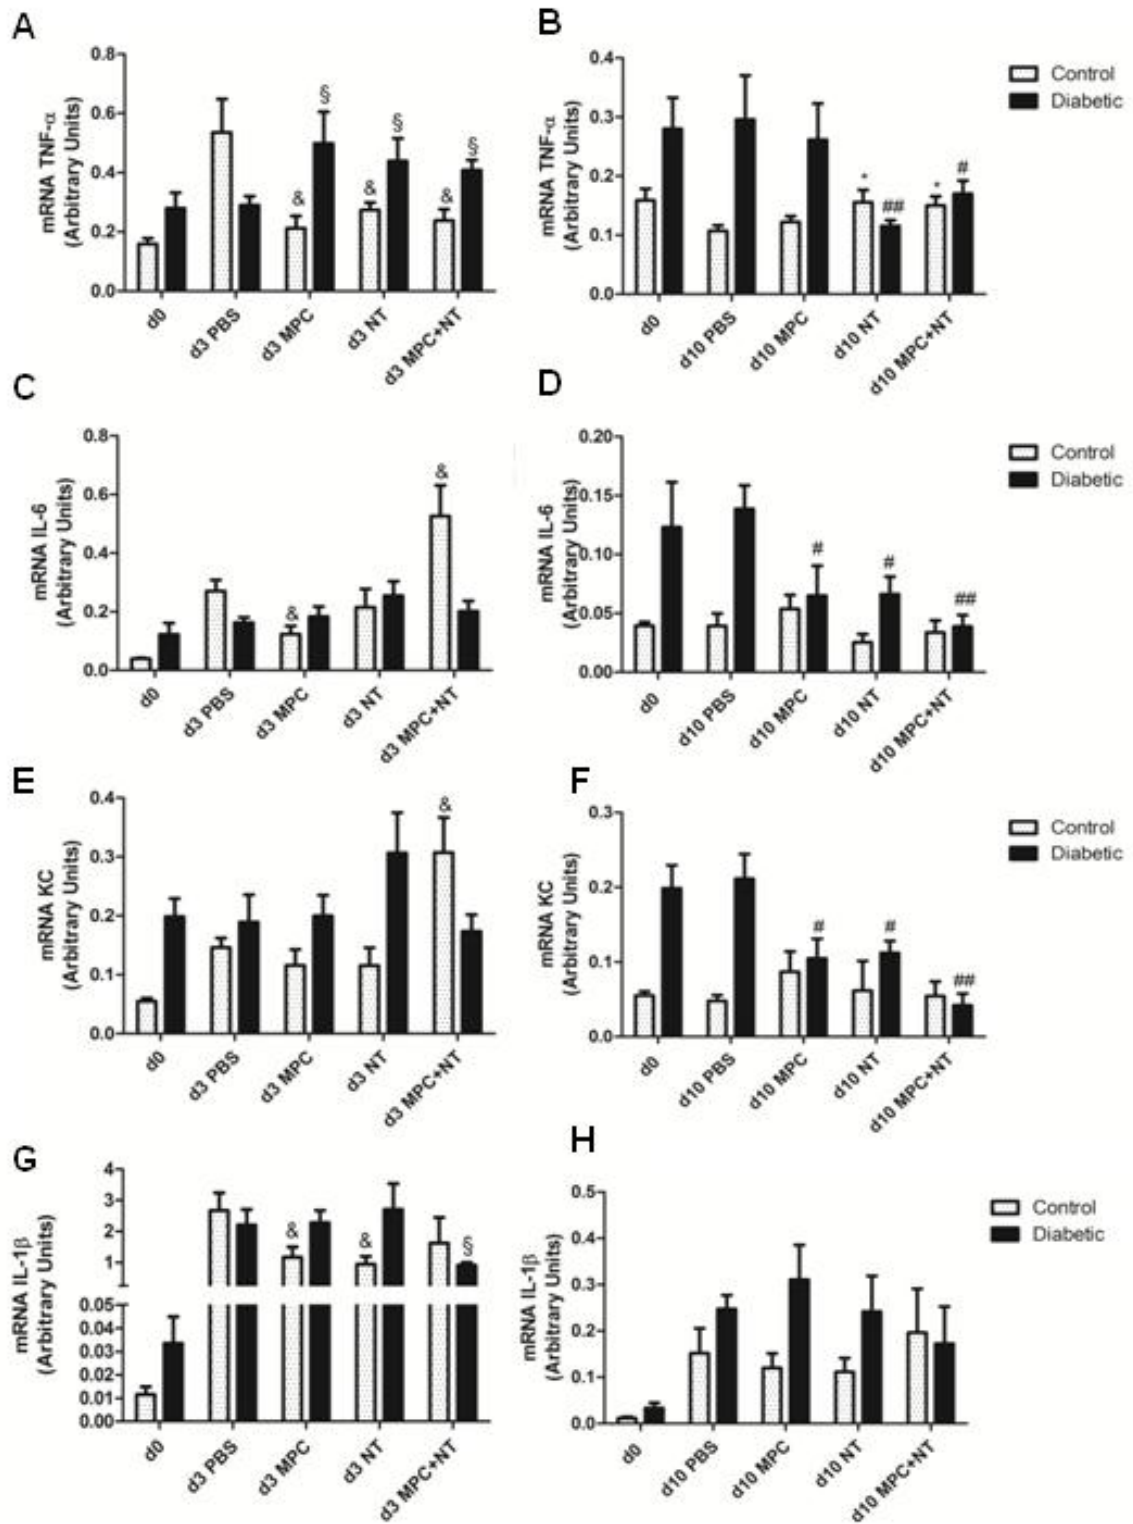 A
mRNA TNF-α
(Arbitrary Units)
0.8
0.6
0.4
0.2
0.0
&
§
&
§
&
§
d0
d3 PBS
d3 MPC
d3 NT
d3 MPC+NT
B
mRNA TNF-α
(Arbitrary Units)
0.4
0.3
0.2
0.1
0.0
*
##
*
#
d0
d10 PBS
d10 MPC
d10 NT
d10 MPC+NT
Control
Diabetic
C
mRNA IL-6
(Arbitrary Units)
0.8
0.6
0.4
0.2
0.0
&
&
d0
d3 PBS
d3 MPC
d3 NT
d3 MPC+NT
D
mRNA IL-6
(Arbitrary Units)
0.20
0.15
0.10
0.05
0.00
#
#
##
d0
d10 PBS
d10 MPC
d10 NT
d10 MPC+NT
Control
Diabetic
E
mRNA KC
(Arbitrary Units)
0.4
0.3
0.2
0.1
0.0
&
d0
d3 PBS
d3 MPC
d3 NT
d3 MPC+NT
F
mRNA KC
(Arbitrary Units)
0.3
0.2
0.1
0.0
#
#
##
d0
d10 PBS
d10 MPC
d10 NT
d10 MPC+NT
Control
Diabetic
G
mRNA IL-1β
(Arbitrary Units)
4
3
2
1
0.05
0.04
0.03
0.02
0.01
0.00
&
&
§
d0
d3 PBS
d3 MPC
d3 NT
d3 MPC+NT
H
mRNA IL-1β
(Arbitrary Units)
0.5
0.4
0.3
0.2
0.1
0.0
d0
d10 PBS
d10 MPC
d10 NT
d10 MPC+NT
Control
Diabetic